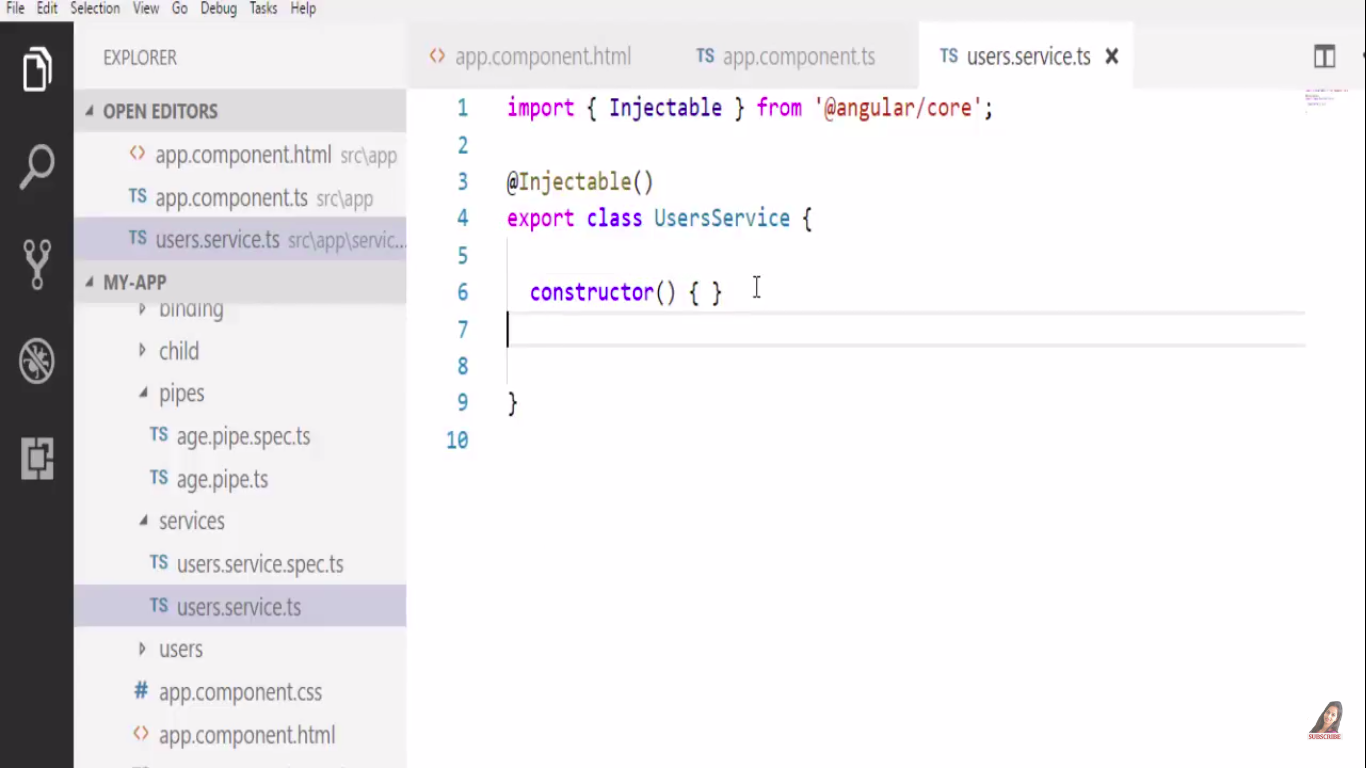 File Edit Selection View Go Debug Tasks Help
EXPLORER
OPEN EDITORS
<> app.component.html src\app
TS app.component.ts src\app
TS users.service.ts src\app\servic...
MY-APP
binding
child
pipes
TS age.pipe.spec.ts
TS age.pipe.ts
services
TS users.service.spec.ts
TS users.service.ts
users
# app.component.css
<> app.component.html
<> app.component.html TS app.component.ts TS users.service.ts
1 import { Injectable } from '@angular/core';
2
3 @Injectable()
4 export class UsersService {
5
6 constructor() { }
7
8
9 }
10
SUBSCRIBE